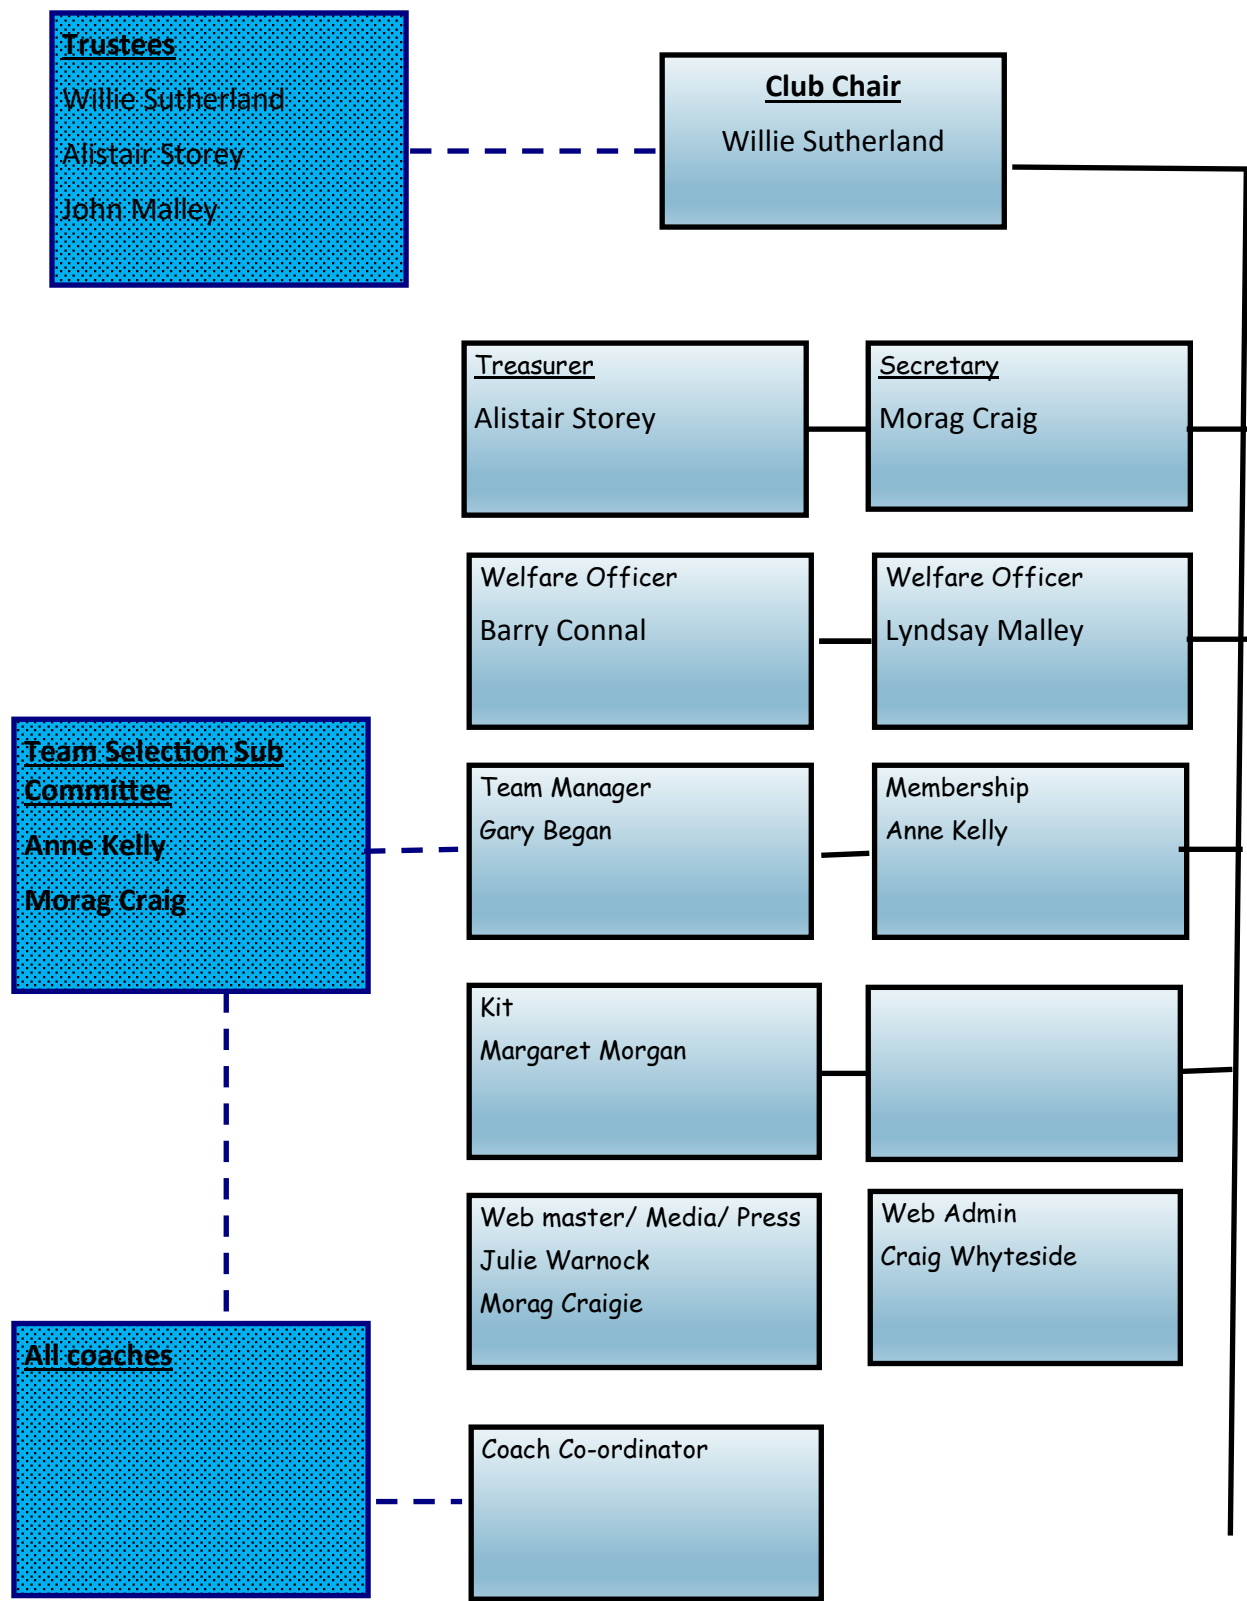 Trustees
Willie Sutherland
Alistair Storey
John Malley
Club Chair
Willie Sutherland
Treasurer
Alistair Storey
Secretary
Morag Craig
Welfare Officer
Barry Connal
Welfare Officer
Lyndsay Malley
Team Selection Sub
Committee
Anne Kelly
Morag Craig
Team Manager
Gary Began
Membership
Anne Kelly
Kit
Margaret Morgan
Web master/ Media/ Press
Julie Warnock
Morag Craigie
Web Admin
Craig Whyteside
All coaches
Coach Co-ordinator